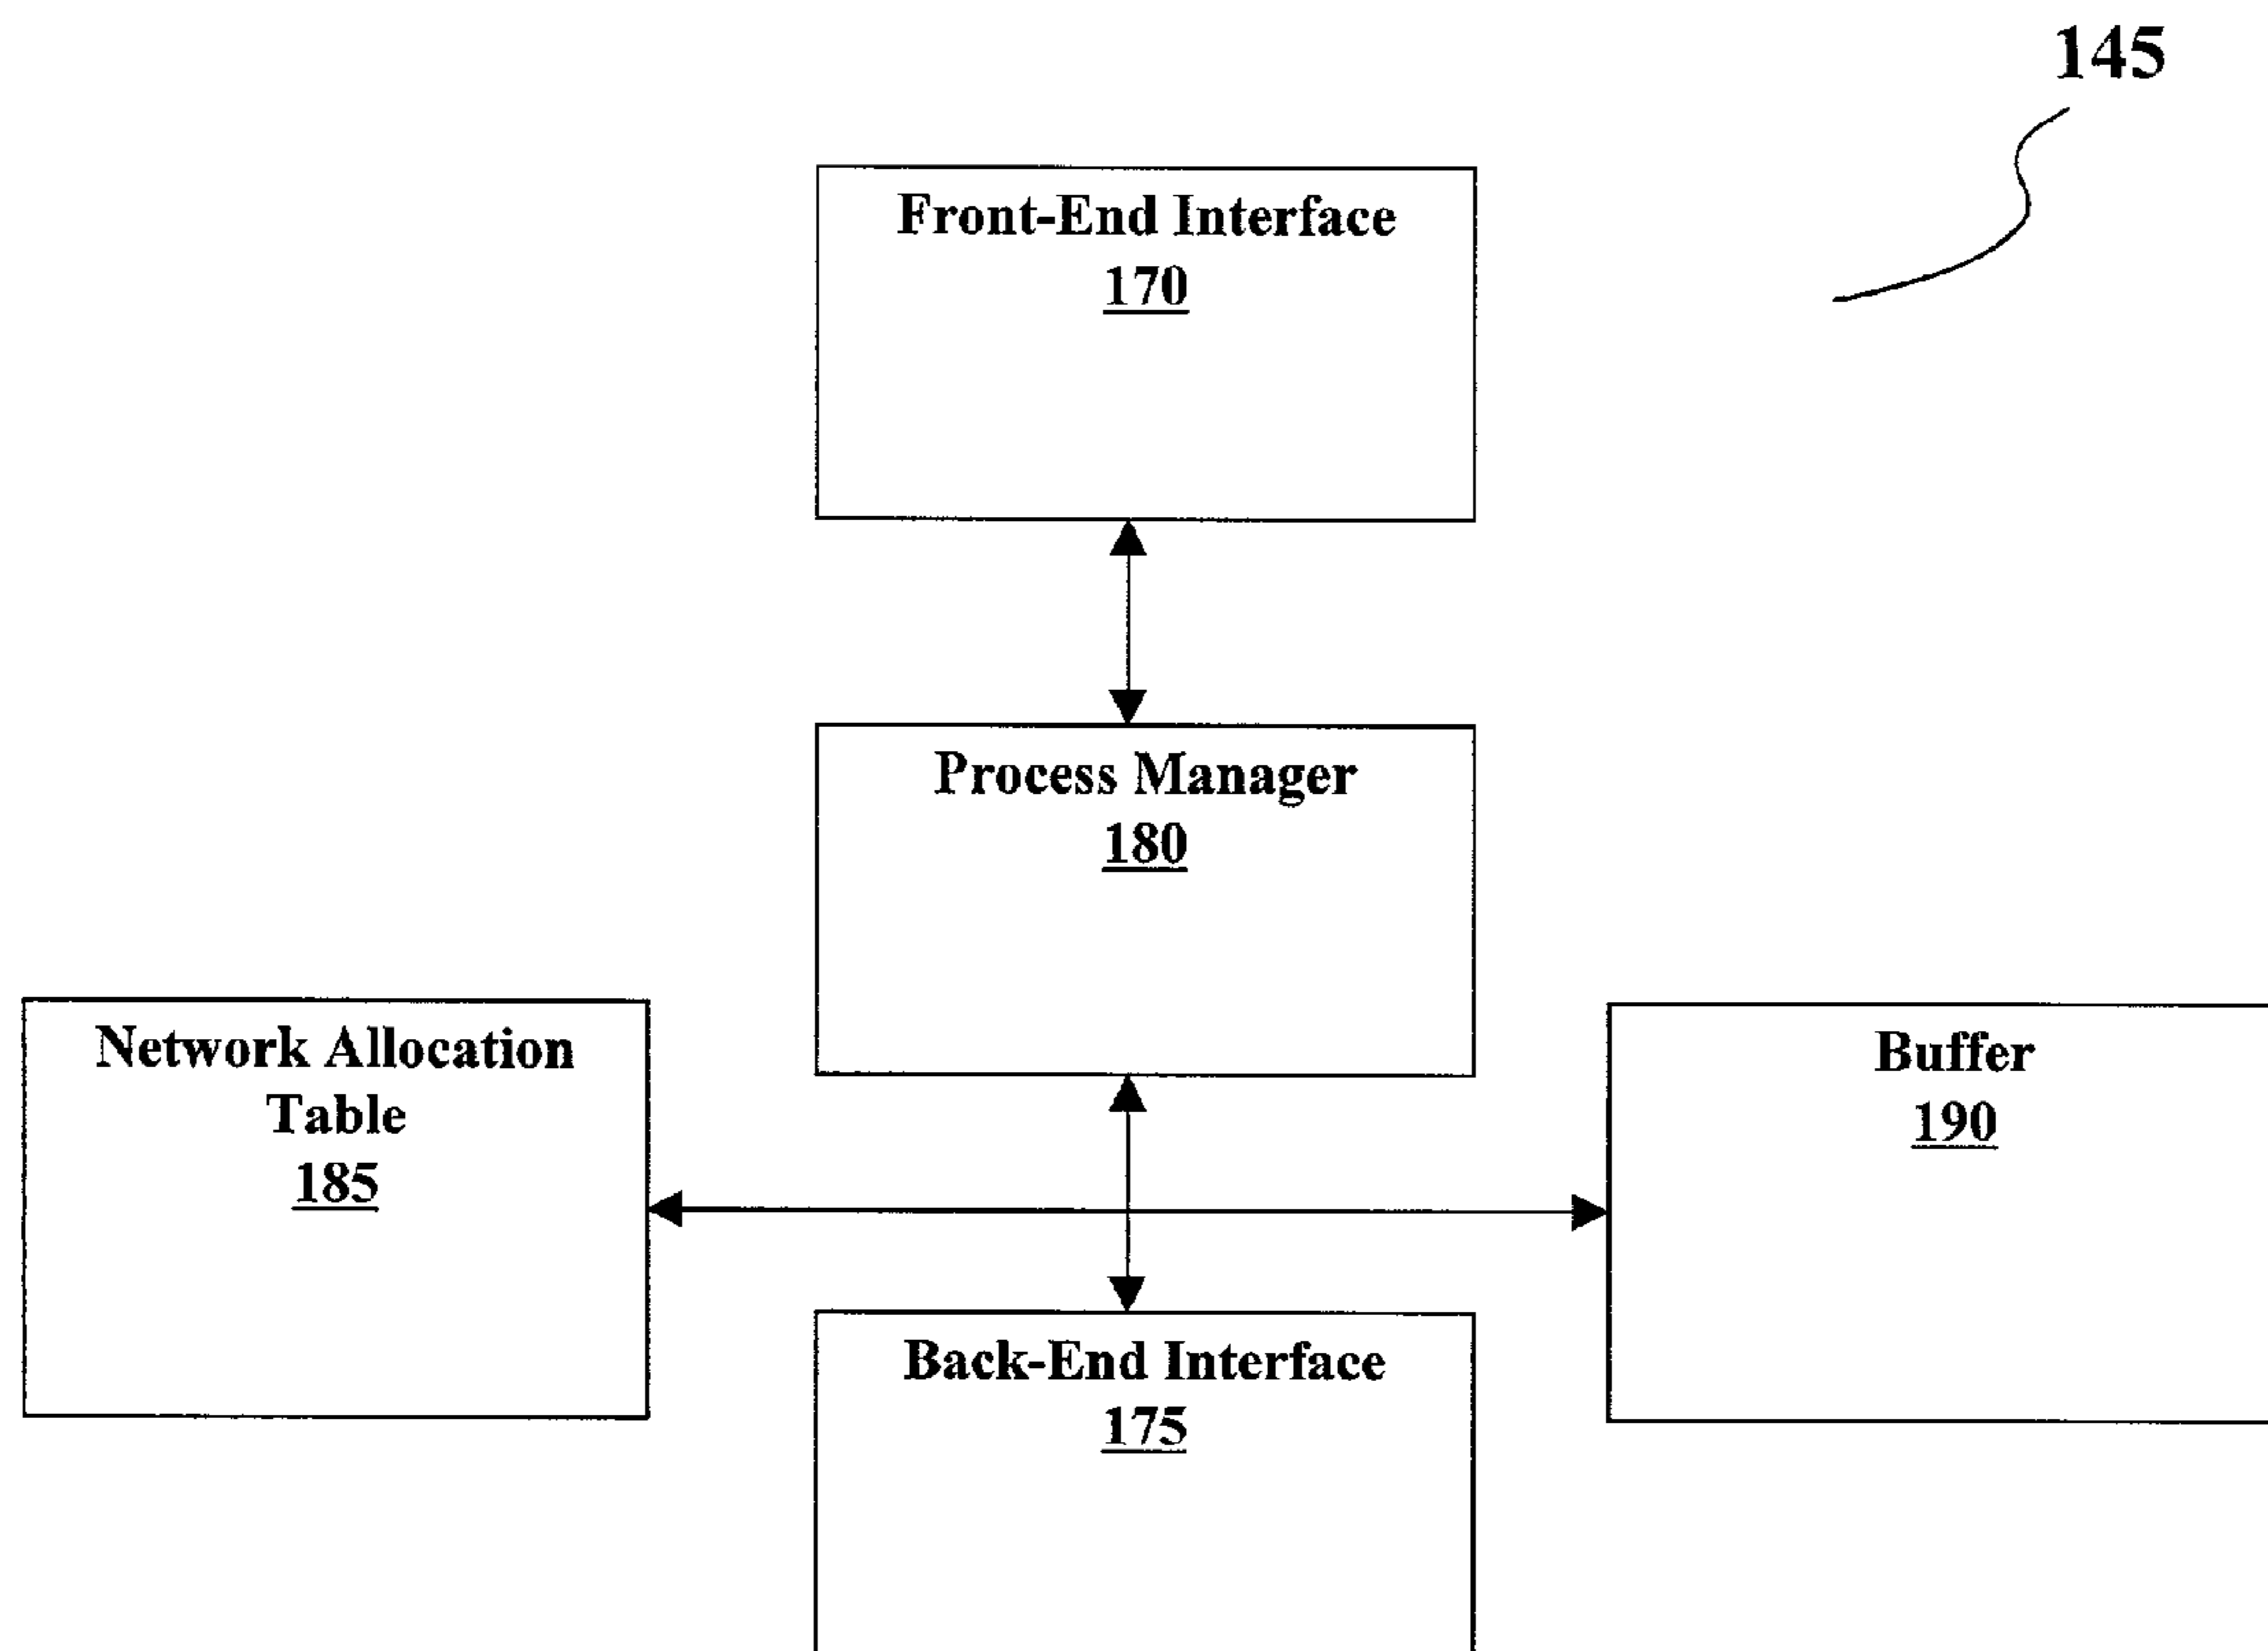 145
Front-End Interface
170
Process Manager
180
Network Allocation
Table
185
Buffer
190
Back-End Interface
175